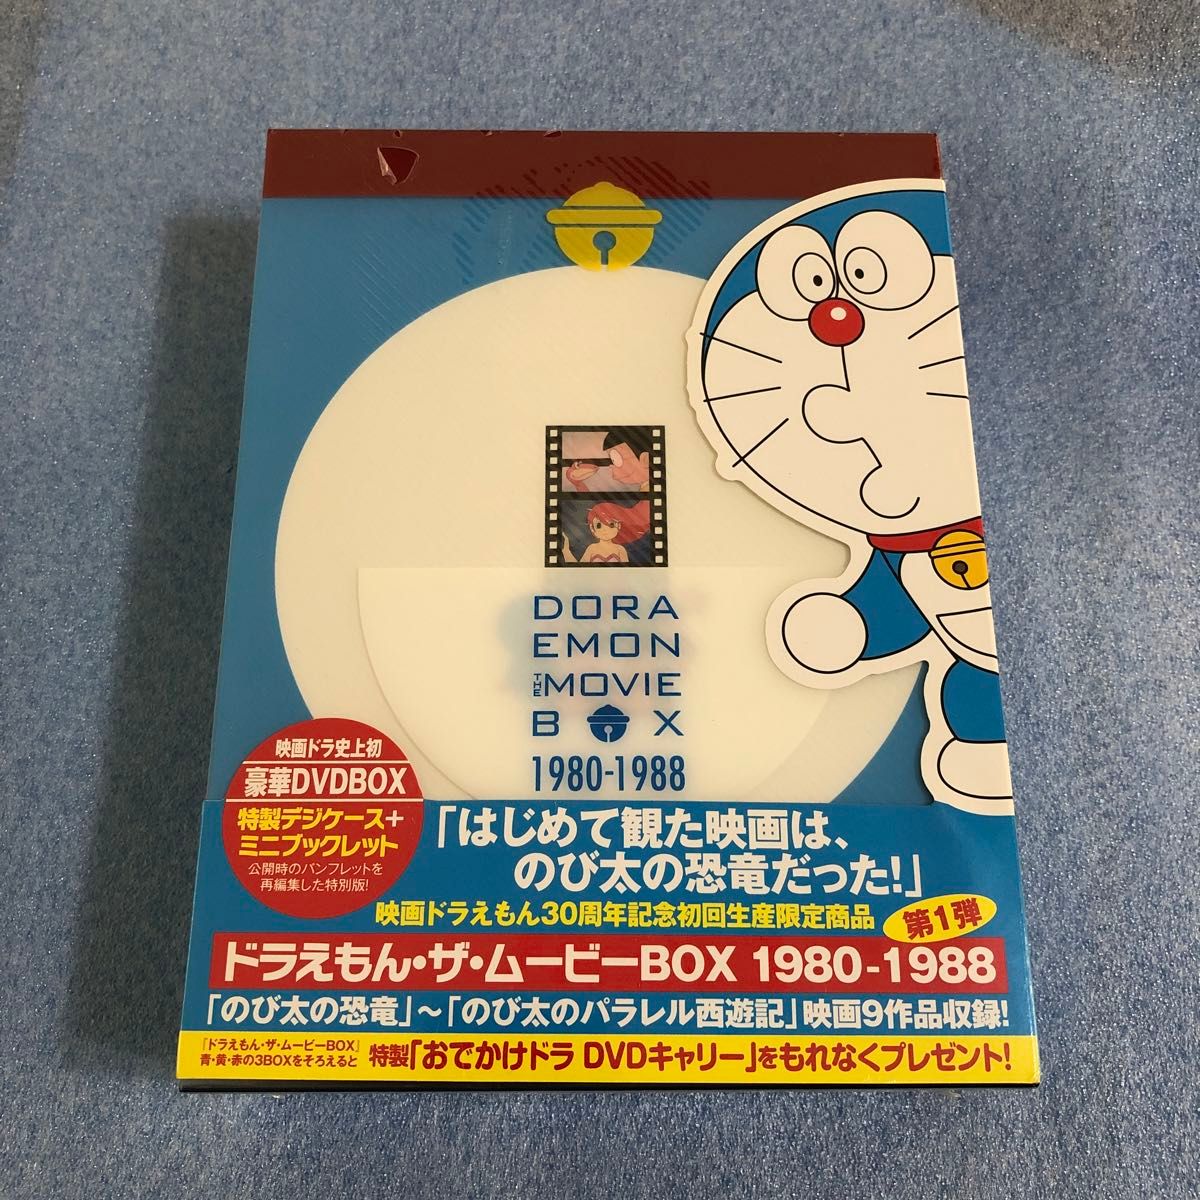 DORA
EMON
THE MOVIE
BOX
1980-1988
映画ドラ史上初
豪華DVDBOX
特製デジケース+
ミニブックレット
公開時のパンフレットを
再編集した特別版!
「はじめて観た映画は、
のび太の恐竜だった!」
映画ドラえもん30周年記念初回生産限定商品
第1弾
ドラえもん・ザ・ムービーBOX 1980-1988
「のび太の恐竜」〜「のび太のパラレル西遊記」映画9作品収録!
『ドラえもん・ザ・ムービーBOX』
青・黄・赤の3BOXをそろえると
特製「おでかけドラ DVDキャリー」をもれなくプレゼント!